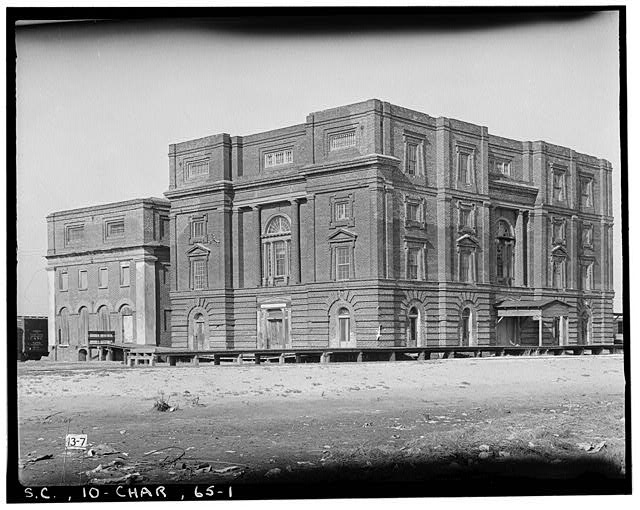 13-7
S.C. , 10-CHAR , 65-1